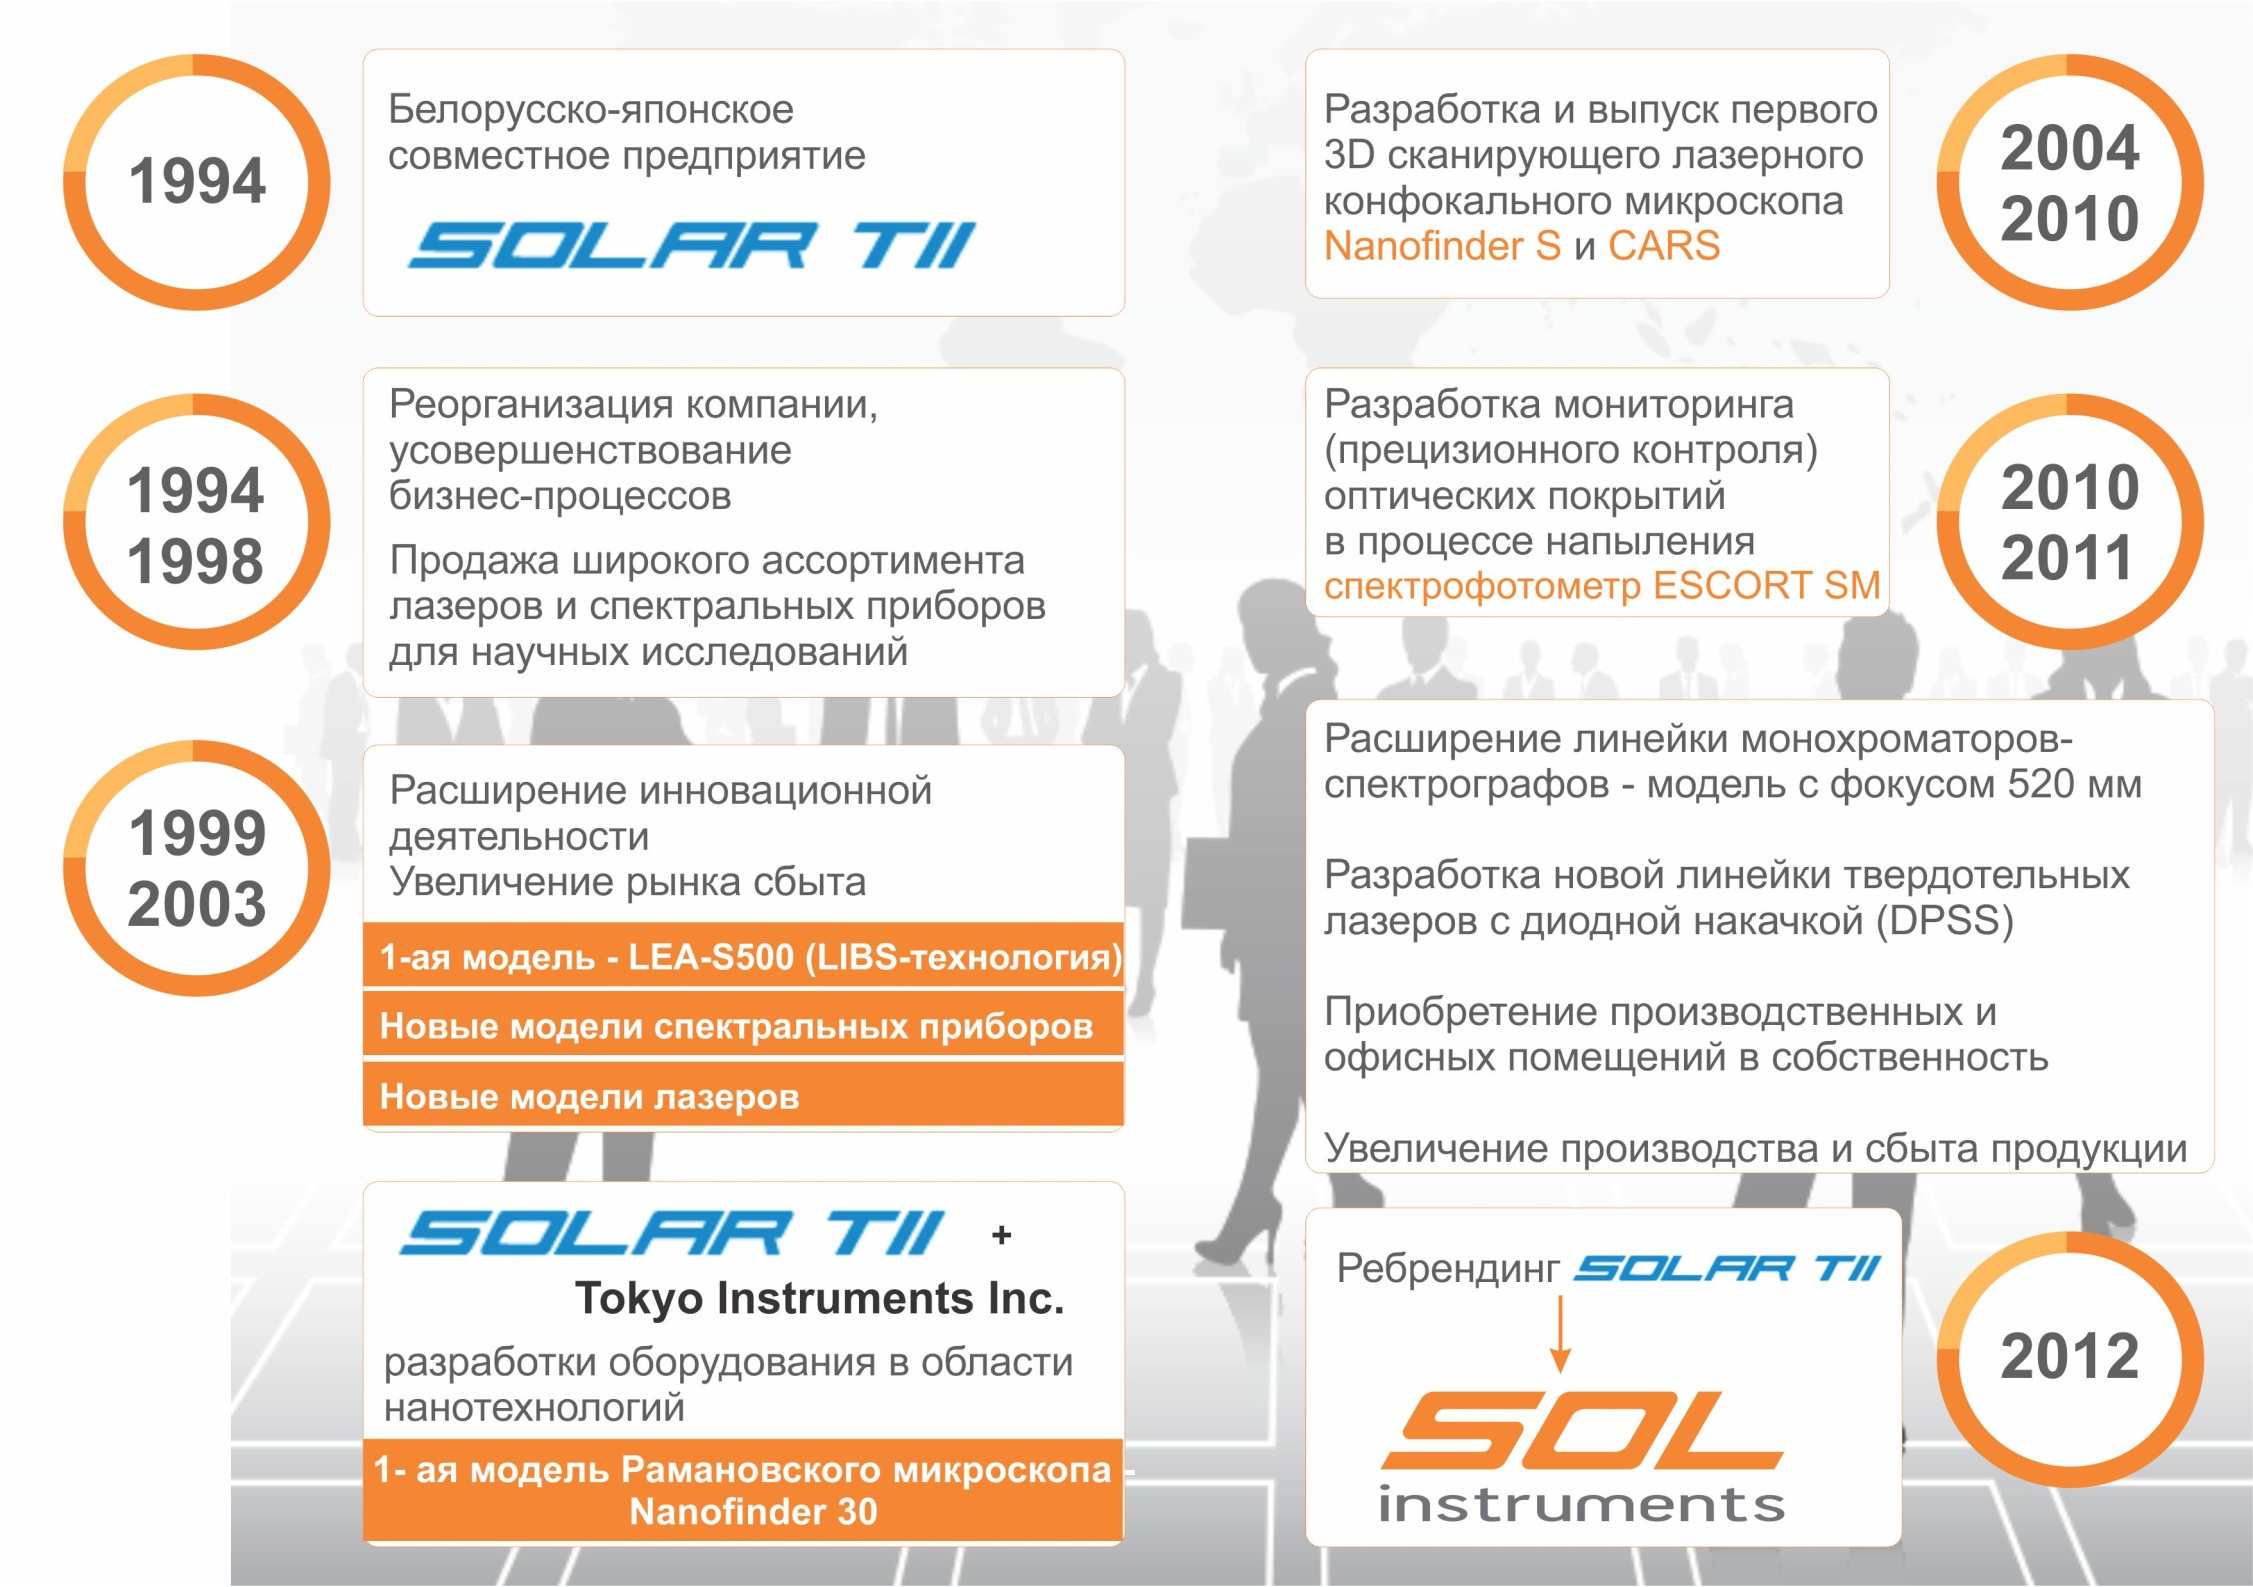 1994
Белорусско-японское
совместное предприятие
SOLAR TII
1994
1998
Реорганизация компании,
усовершенствование
бизнес-процессов
Продажа широкого ассортимента
лазеров и спектральных приборов
для научных исследований
1999
2003
Расширение инновационной
деятельности
Увеличение рынка сбыта
1-ая модель - LEA-S500 (LIBS-технология)
Новые модели спектральных приборов
Новые модели лазеров
SOLAR TII +
Tokyo Instruments Inc.
разработки оборудования в области
нанотехнологий
1- ая модель Рамановского микроскопа -
Nanofinder 30
Разработка и выпуск первого
3D сканирующего лазерного
конфокального микроскопа
Nanofinder S и CARS
2004
2010
Разработка мониторинга
(прецизионного контроля)
оптических покрытий
в процессе напыления
спектрофотометр ESCORT SM
2010
2011
Расширение линейки монохроматоров-
спектрографов - модель с фокусом 520 мм
Разработка новой линейки твердотельных
лазеров с диодной накачкой (DPSS)
Приобретение производственных и
офисных помещений в собственность
Увеличение производства и сбыта продукции
Ребрендинг SOLAR TII
SOL
instruments
2012